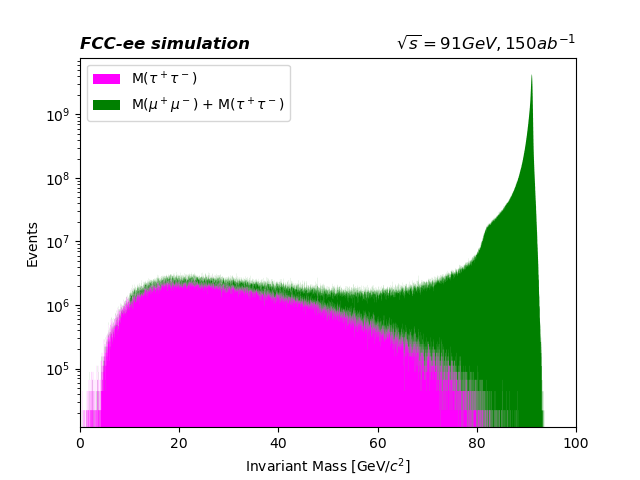 FCC-ee simulation
√s = 91GeV, 150ab⁻¹
M(τ⁺τ⁻)
M(μ⁺μ⁻) + M(τ⁺τ⁻)
Events
10⁹
10⁸
10⁷
10⁶
10⁵
0 20 40 60 80 100
Invariant Mass [GeV/c²]